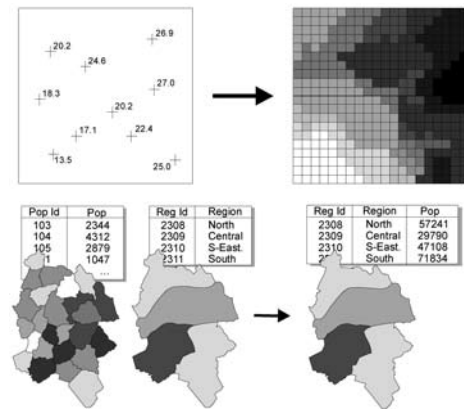 26.9
20.2
24.6
27.0
18.3
20.2
17.1
22.4
13.5
25.0
Pop Id Pop
103 2344
104 4312
105 2879
1047
...
Reg Id Region
2308 North
2309 Central
2310 S-East.
2311 South
Reg Id Region Pop
2308 North 57241
2309 Central 29790
2310 S-East. 47108
South 71834